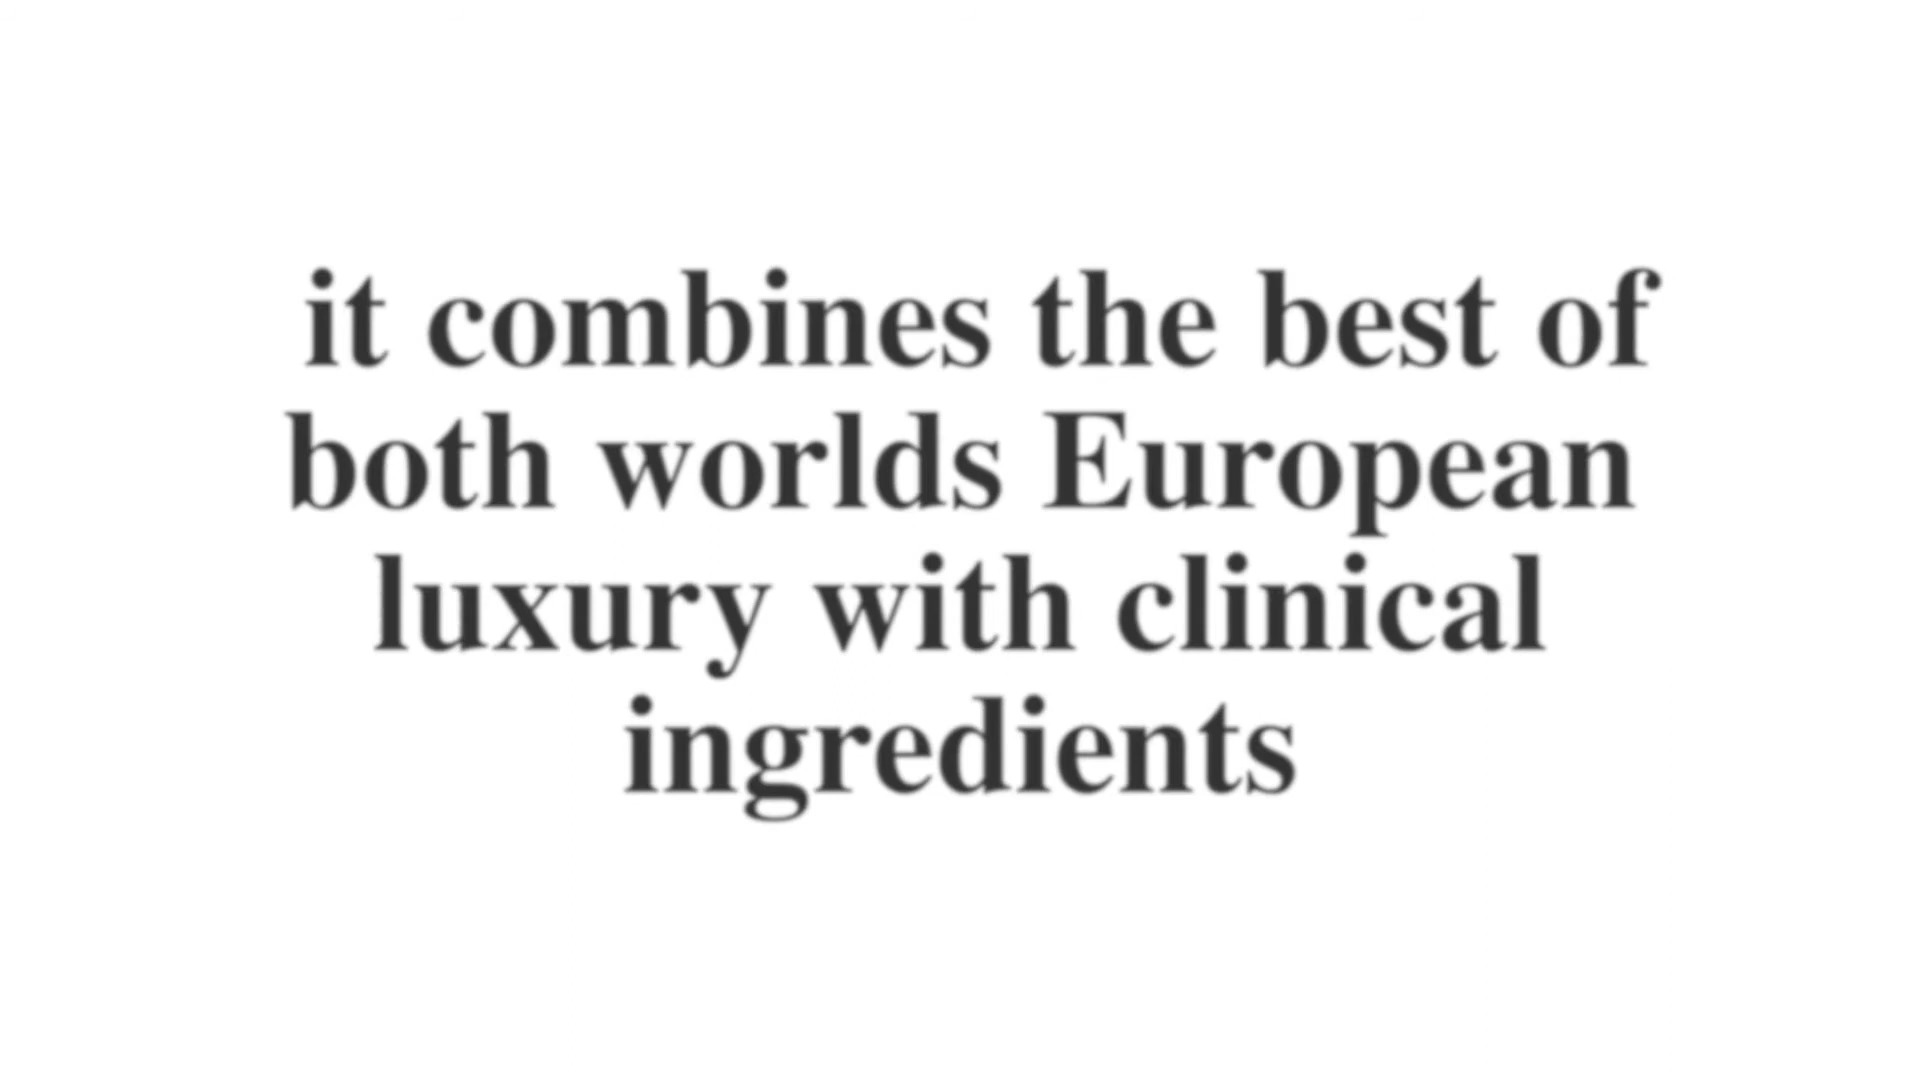 it combines the best of
both worlds European
luxury with clinical
ingredients